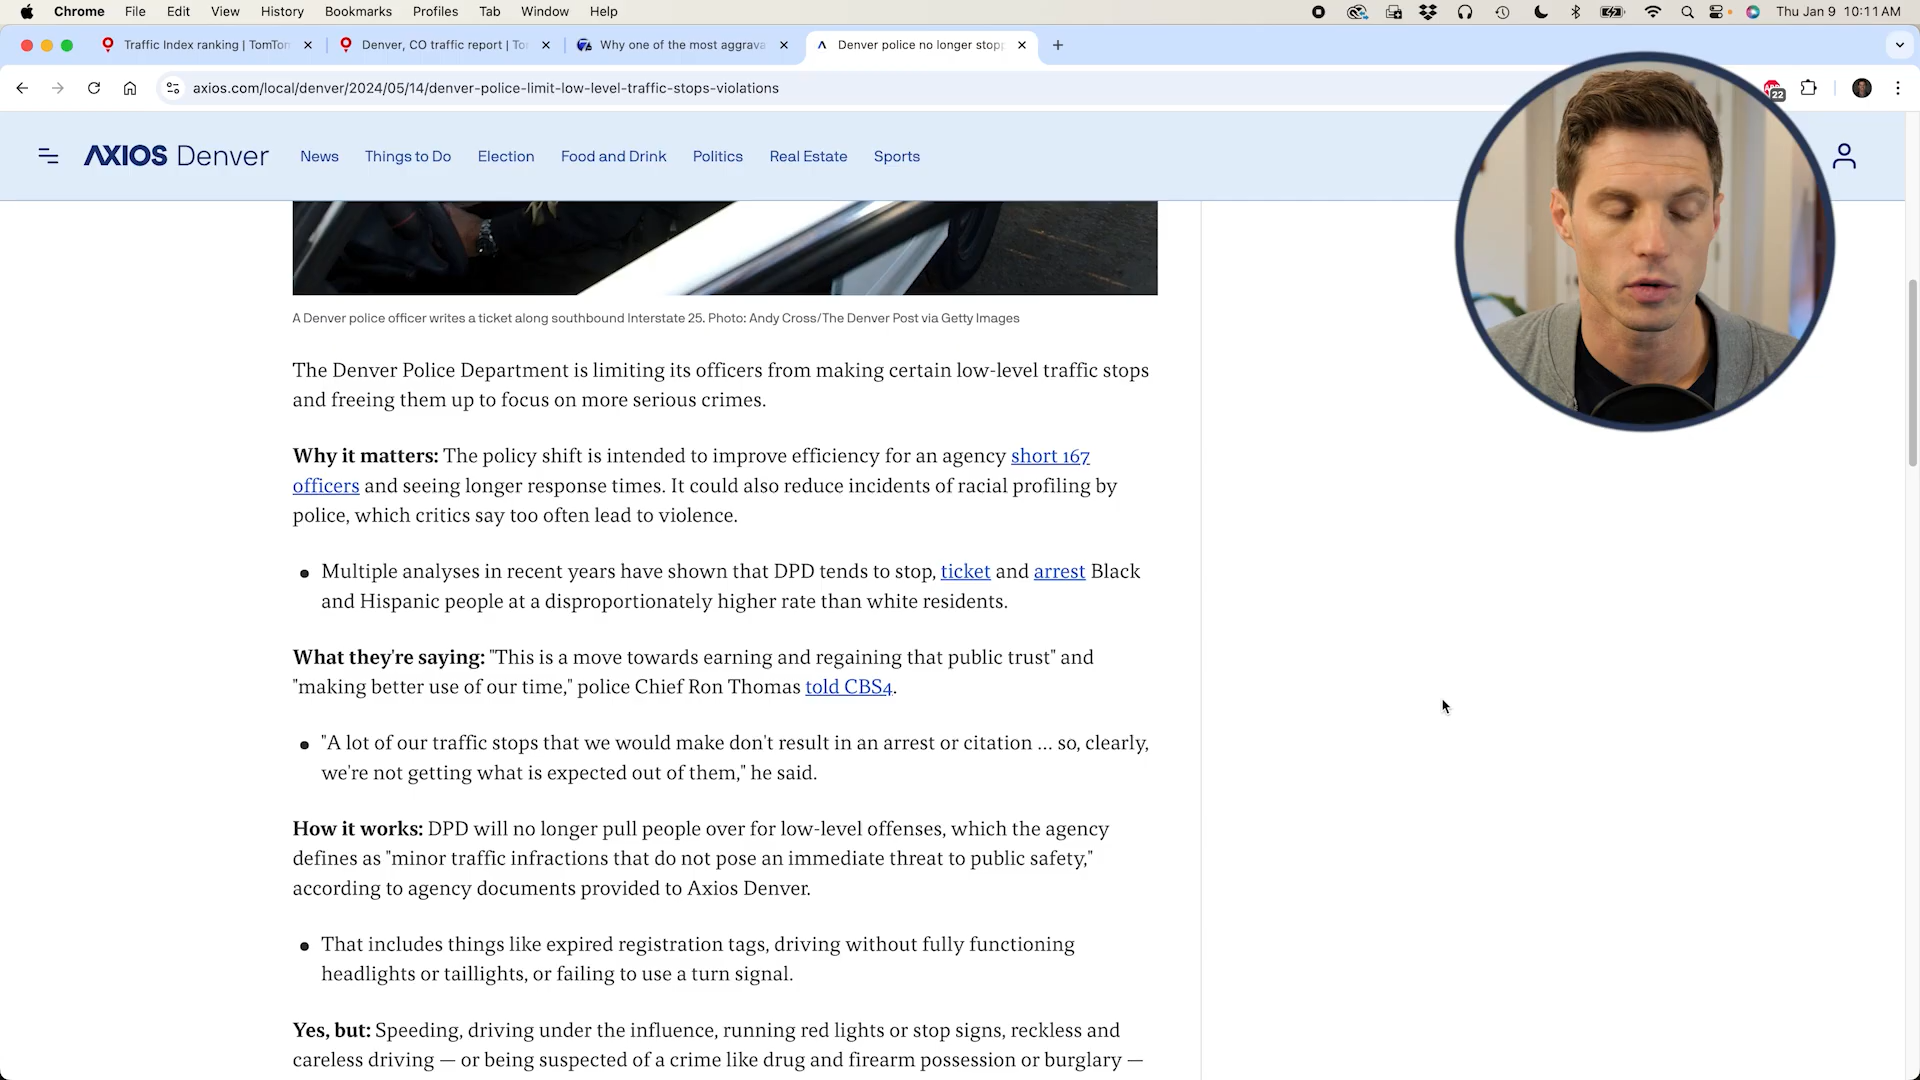 Chrome File Edit View History Bookmarks Profiles Tab Window Help Thu Jan 9 10:11 AM
Traffic Index ranking | TomTom
Denver, CO traffic report | To
Why one of the most aggrava
Denver police no longer stopp
axios.com/local/denver/2024/05/14/denver-police-limit-low-level-traffic-stops-violations
22
AXIOS Denver News Things to Do Election Food and Drink Politics Real Estate Sports
A Denver police officer writes a ticket along southbound Interstate 25. Photo: Andy Cross/The Denver Post via Getty Images
The Denver Police Department is limiting its officers from making certain low-level traffic stops
and freeing them up to focus on more serious crimes.
Why it matters: The policy shift is intended to improve efficiency for an agency short 167
officers and seeing longer response times. It could also reduce incidents of racial profiling by
police, which critics say too often lead to violence.
• Multiple analyses in recent years have shown that DPD tends to stop, ticket and arrest Black
and Hispanic people at a disproportionately higher rate than white residents.
What they're saying: "This is a move towards earning and regaining that public trust" and
"making better use of our time," police Chief Ron Thomas told CBS4.
• "A lot of our traffic stops that we would make don't result in an arrest or citation ... so, clearly,
we're not getting what is expected out of them," he said.
How it works: DPD will no longer pull people over for low-level offenses, which the agency
defines as "minor traffic infractions that do not pose an immediate threat to public safety,"
according to agency documents provided to Axios Denver.
• That includes things like expired registration tags, driving without fully functioning
headlights or taillights, or failing to use a turn signal.
Yes, but: Speeding, driving under the influence, running red lights or stop signs, reckless and
careless driving — or being suspected of a crime like drug and firearm possession or burglary —